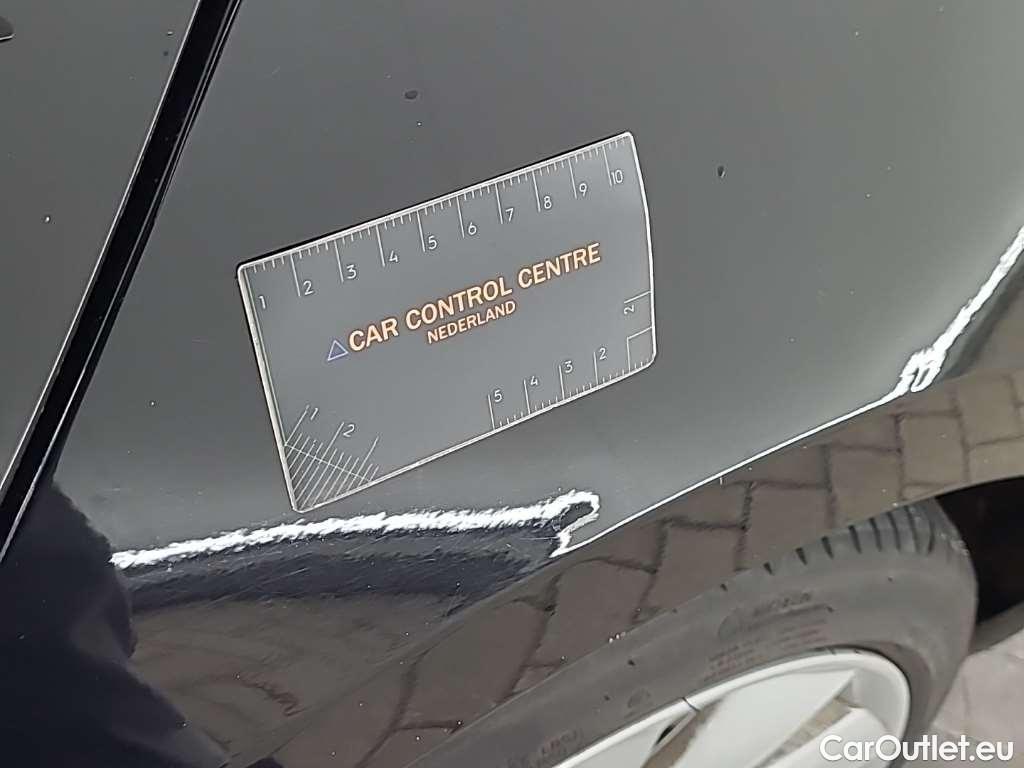 1 2 3 4 5 6 7 8 9 10
CAR CONTROL CENTRE
NEDERLAND
2
5 4 3 2
1 2
CarOutlet.eu